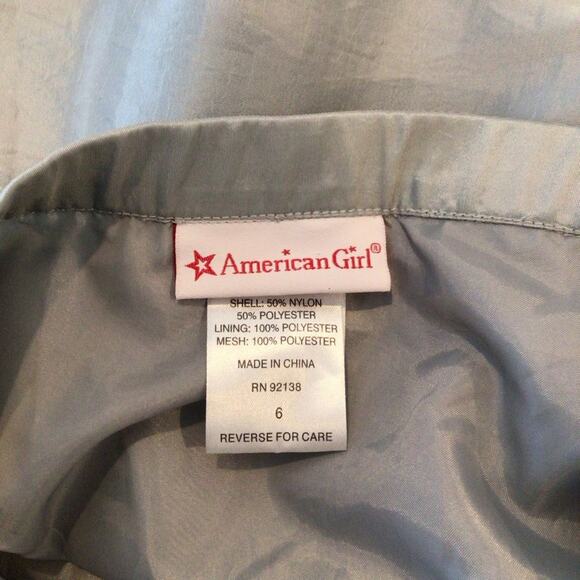 American Girl®
SHELL: 50% NYLON
50% POLYESTER
LINING: 100% POLYESTER
MESH: 100% POLYESTER
MADE IN CHINA
RN 92138
6
REVERSE FOR CARE